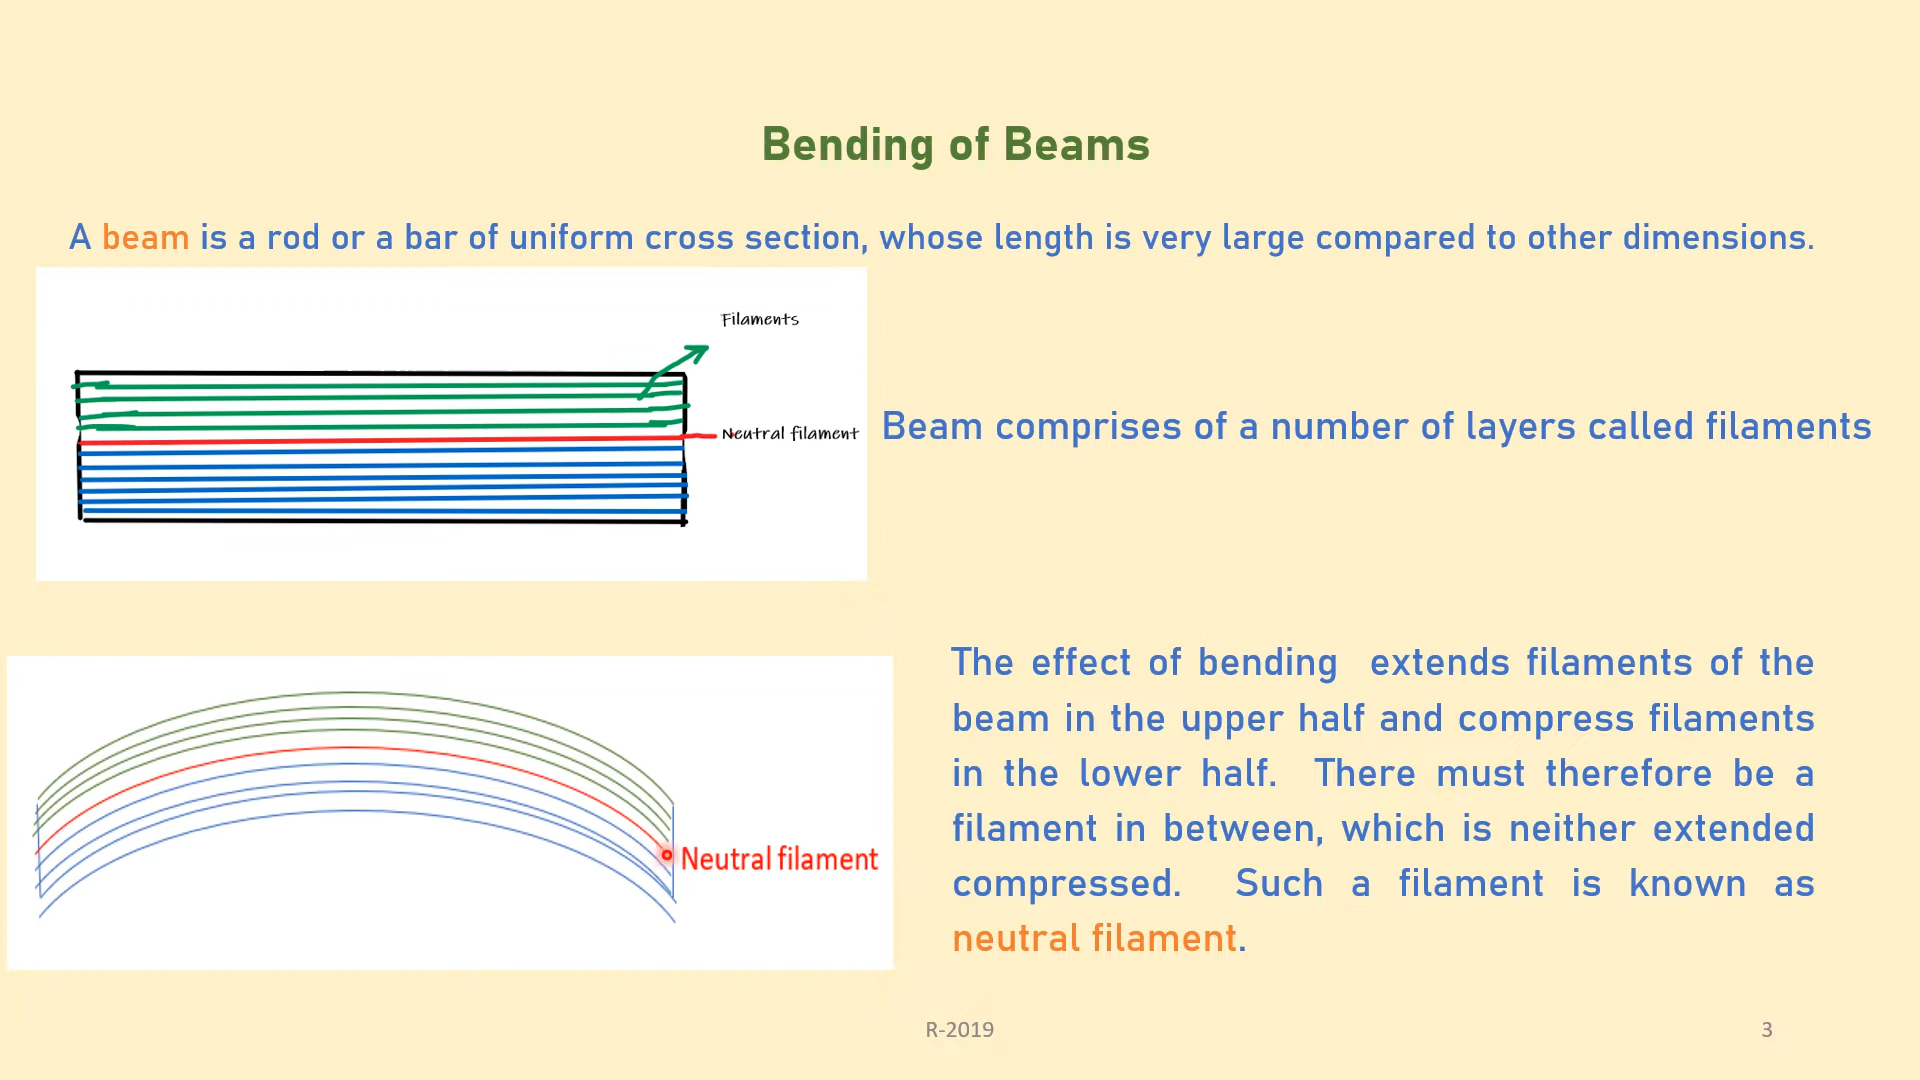 Bending of Beams
A beam is a rod or a bar of uniform cross section, whose length is very large compared to other dimensions.
Filaments
Neutral filament
Beam comprises of a number of layers called filaments
The effect of bending extends filaments of the
beam in the upper half and compress filaments
in the lower half. There must therefore be a
filament in between, which is neither extended
compressed. Such a filament is known as
neutral filament.
Neutral filament
R-2019
3